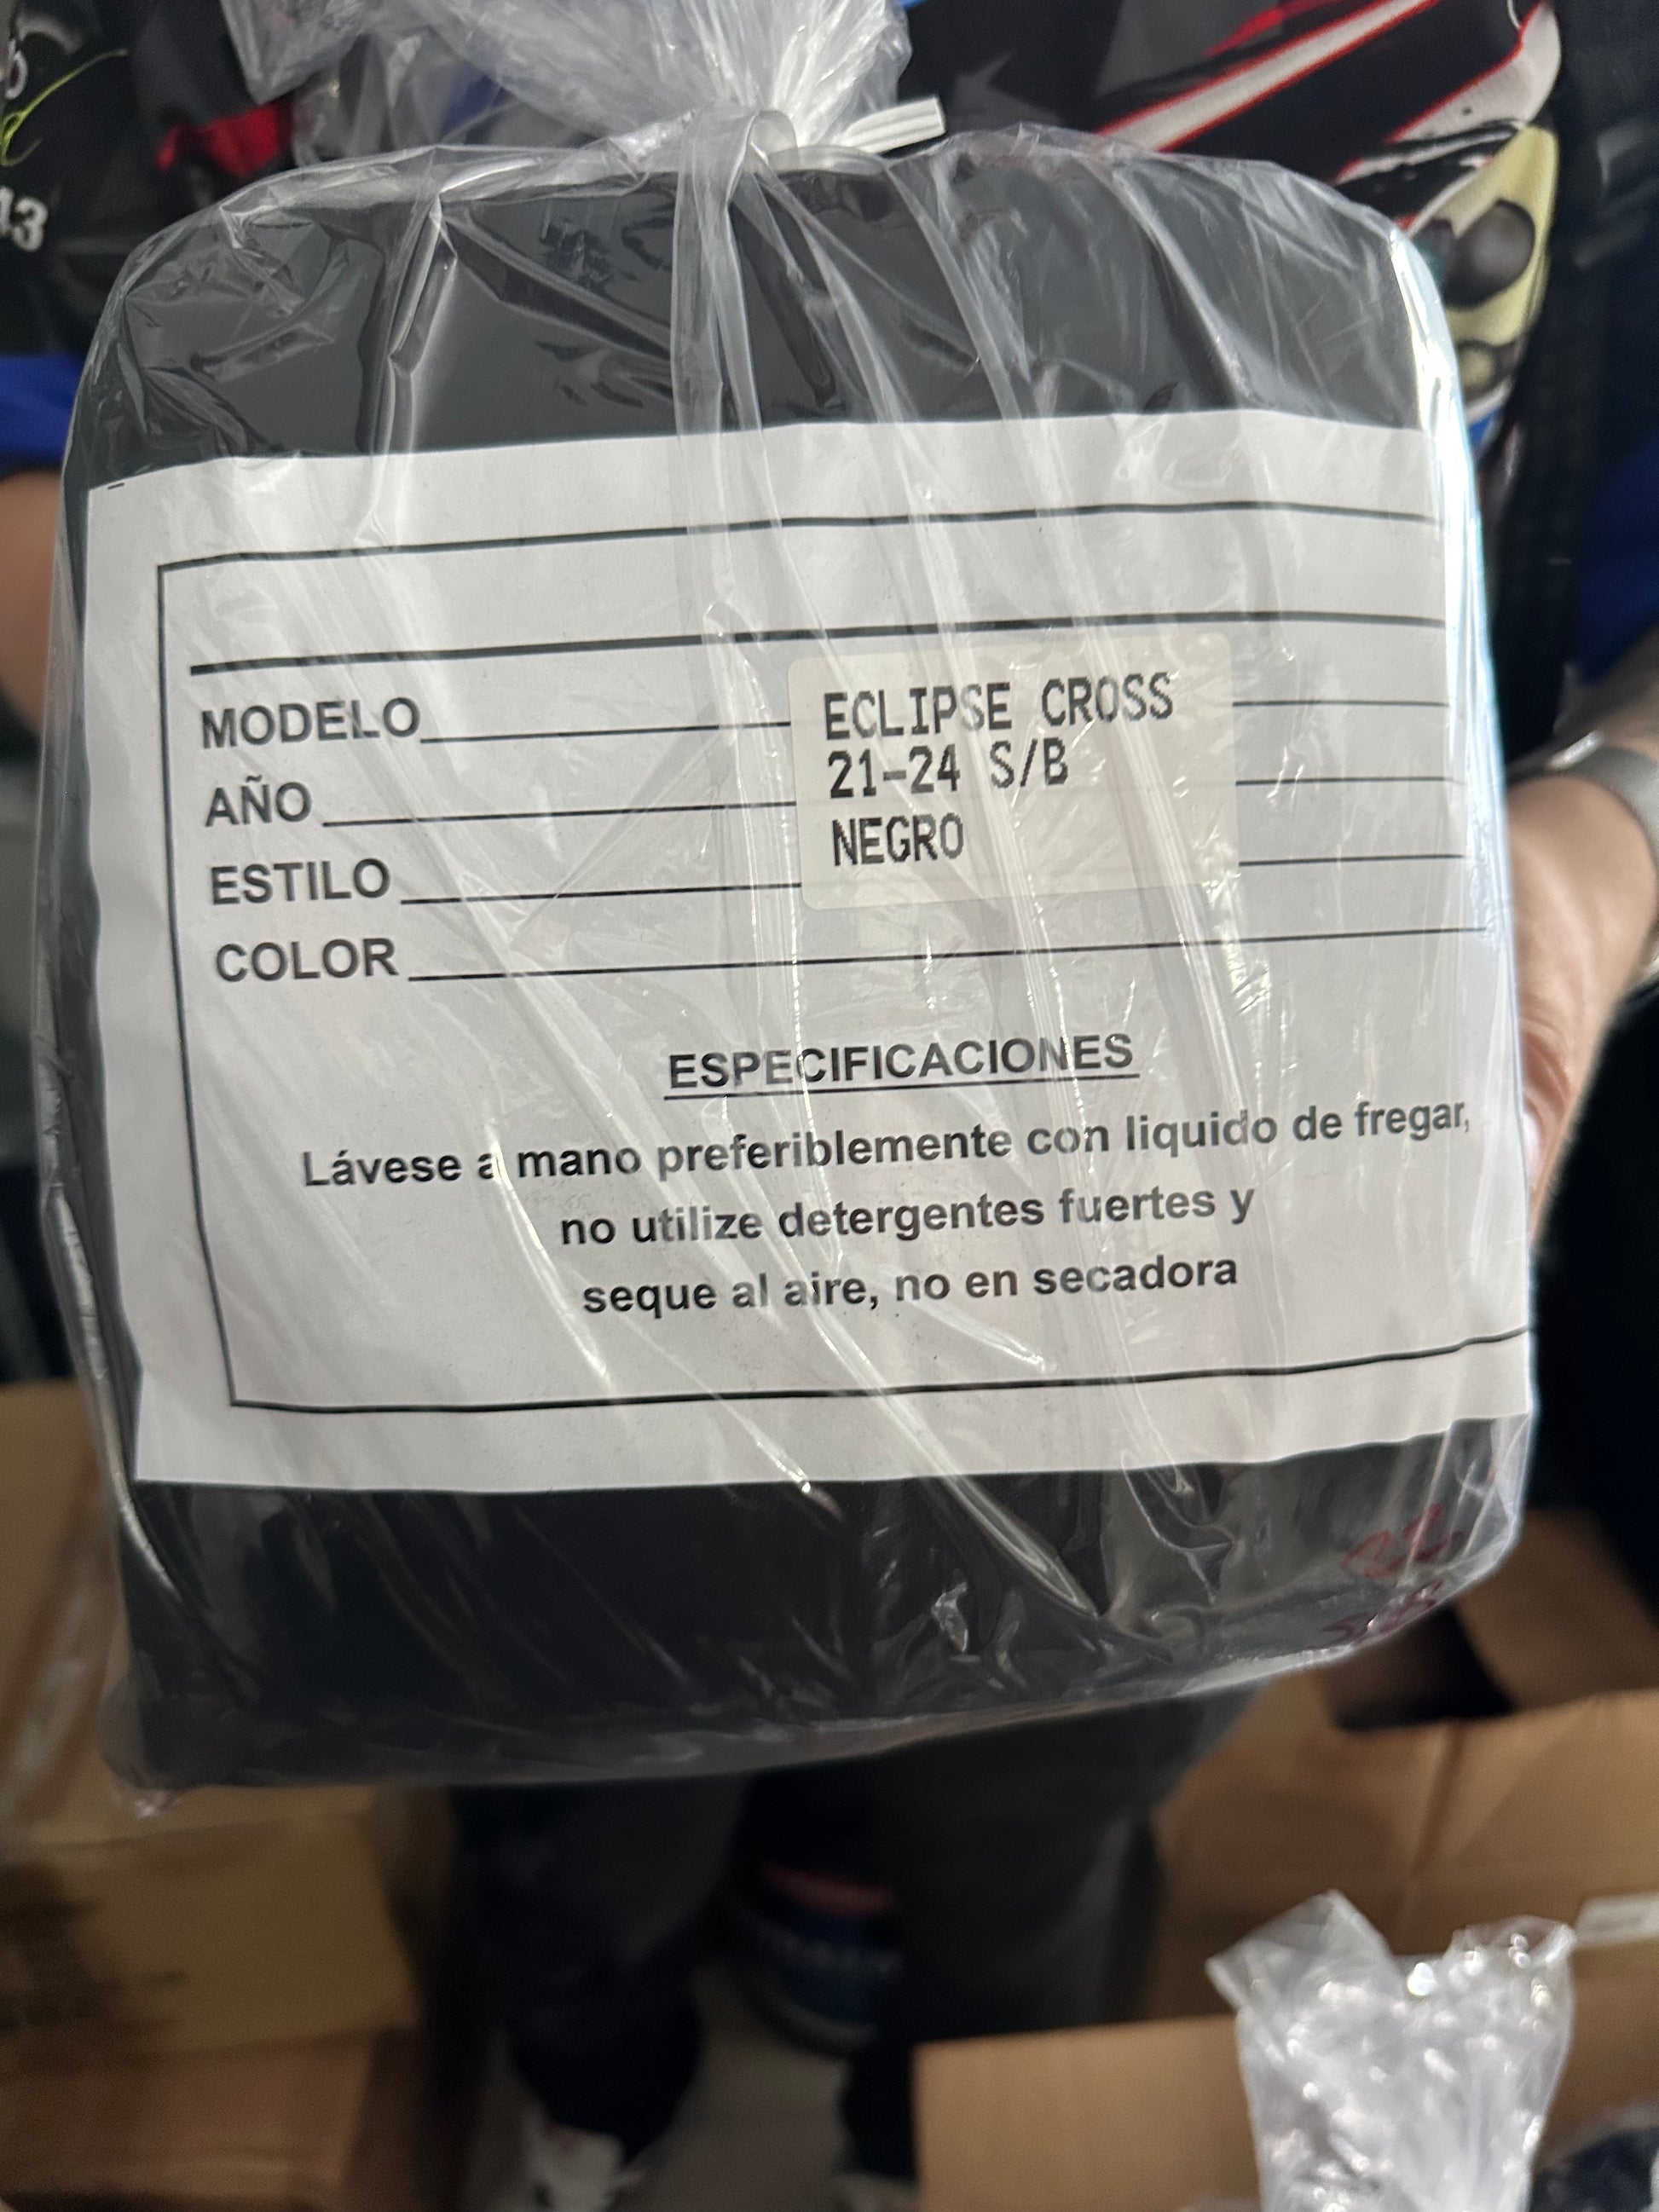 13
MODELO
ECLIPSE CROSS
AÑO
21-24 S/B
ESTILO
NEGRO
COLOR
ESPECIFICACIONES
Lávese a mano preferiblemente con liquido de fregar,
no utilize detergentes fuertes y
seque al aire, no en secadora